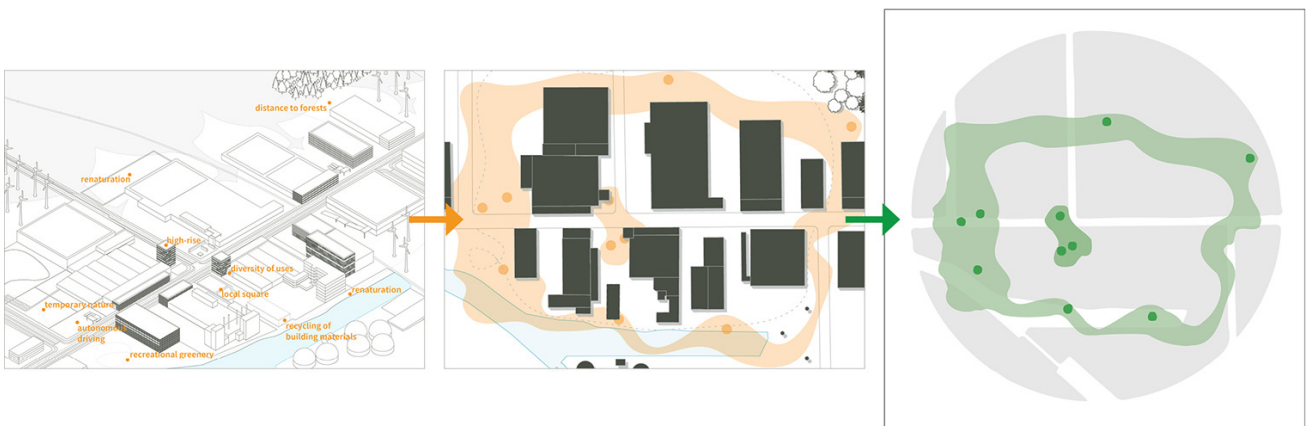 distance to forests
renaturation
high-rise
diversity of uses
local square
renaturation
temporary nature
autonomous
driving
recycling of
building materials
recreational greenery